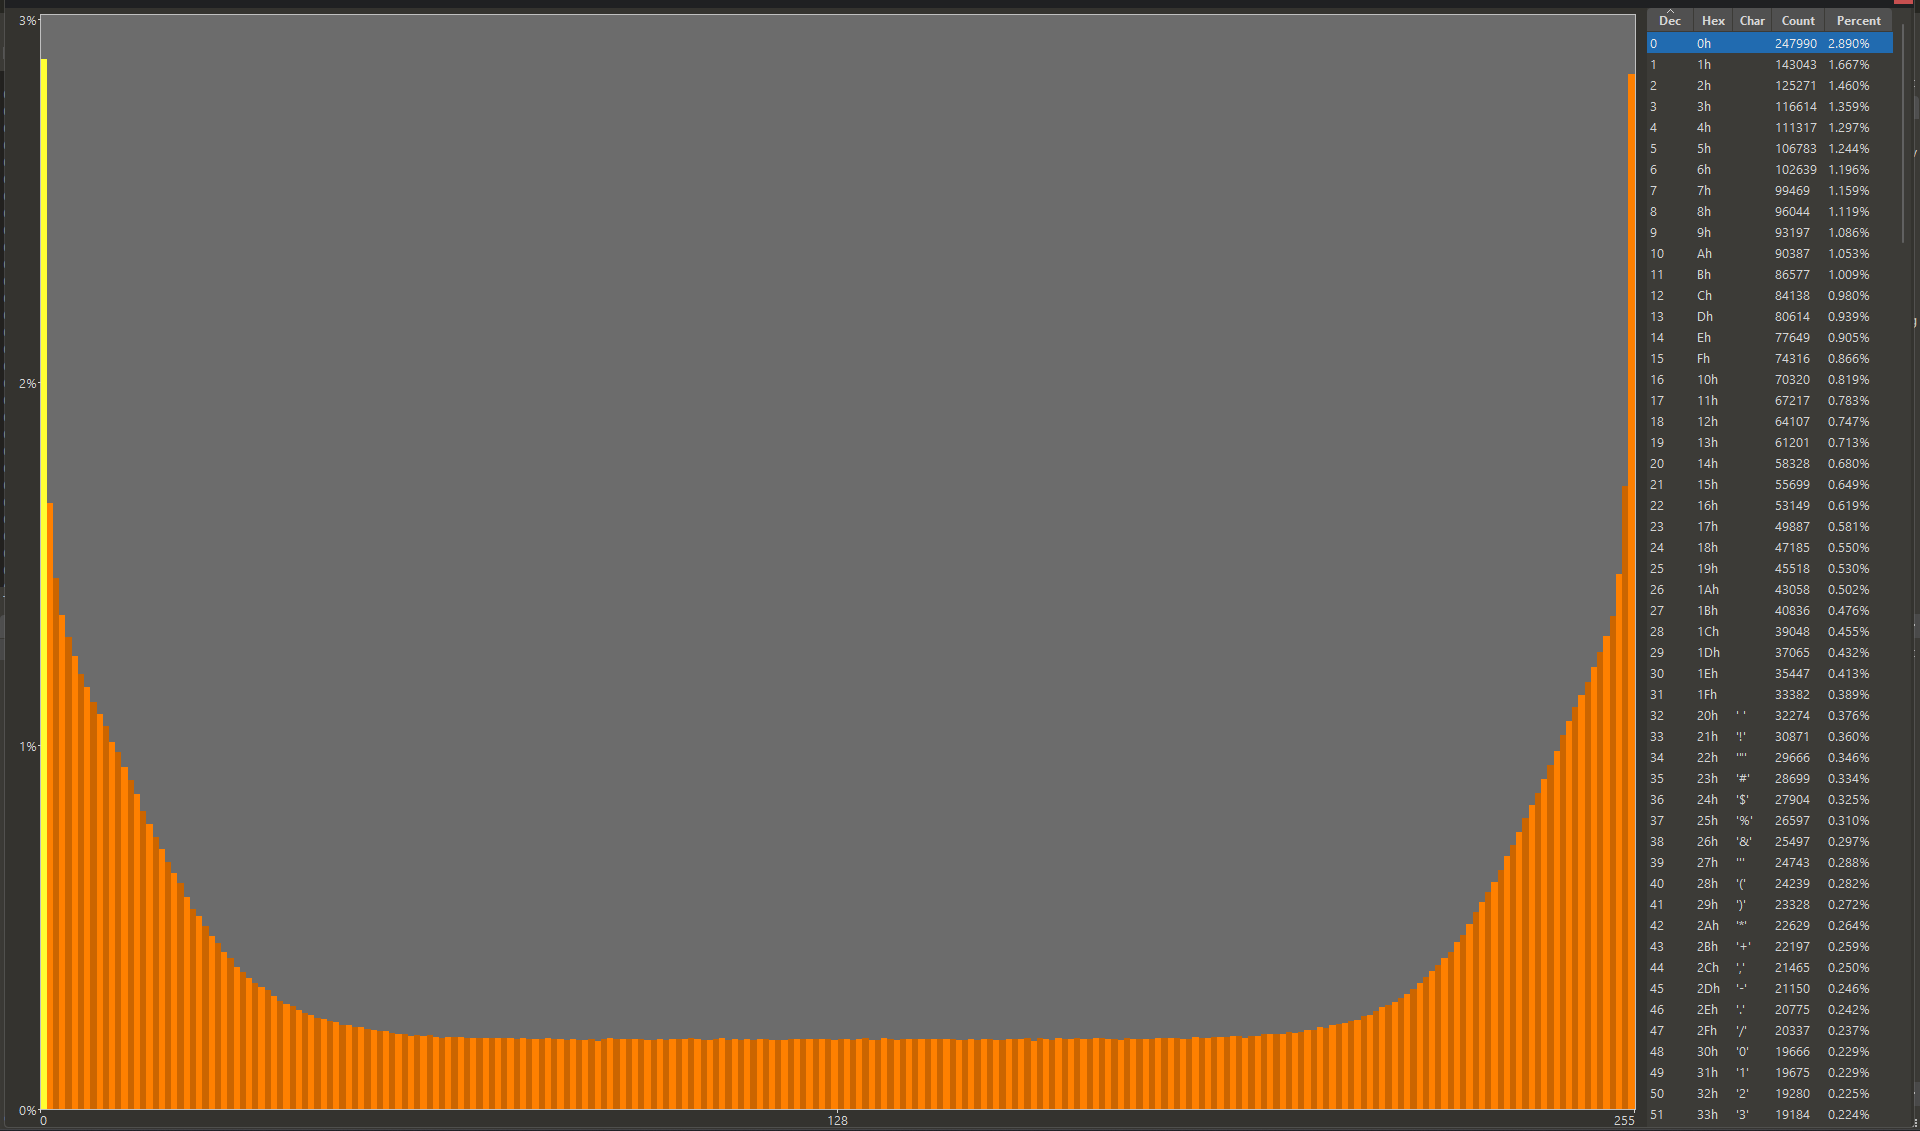 3%
2%
1%
0%
0 128 255
Dec Hex Char Count Percent
0 0h 247990 2.890%
1 1h 143043 1.667%
2 2h 125271 1.460%
3 3h 116614 1.359%
4 4h 111317 1.297%
5 5h 106783 1.244%
6 6h 102639 1.196%
7 7h 99469 1.159%
8 8h 96044 1.119%
9 9h 93197 1.086%
10 Ah 90387 1.053%
11 Bh 86577 1.009%
12 Ch 84138 0.980%
13 Dh 80614 0.939%
14 Eh 77649 0.905%
15 Fh 74316 0.866%
16 10h 70320 0.819%
17 11h 67217 0.783%
18 12h 64107 0.747%
19 13h 61201 0.713%
20 14h 58328 0.680%
21 15h 55699 0.649%
22 16h 53149 0.619%
23 17h 49887 0.581%
24 18h 47185 0.550%
25 19h 45518 0.530%
26 1Ah 43058 0.502%
27 1Bh 40836 0.476%
28 1Ch 39048 0.455%
29 1Dh 37065 0.432%
30 1Eh 35447 0.413%
31 1Fh 33382 0.389%
32 20h ' ' 32274 0.376%
33 21h '!' 30871 0.360%
34 22h '"' 29666 0.346%
35 23h '#' 28699 0.334%
36 24h '$' 27904 0.325%
37 25h '%' 26597 0.310%
38 26h '&' 25497 0.297%
39 27h ''' 24743 0.288%
40 28h '(' 24239 0.282%
41 29h ')' 23328 0.272%
42 2Ah '*' 22629 0.264%
43 2Bh '+' 22197 0.259%
44 2Ch ',' 21465 0.250%
45 2Dh '-' 21150 0.246%
46 2Eh '.' 20775 0.242%
47 2Fh '/' 20337 0.237%
48 30h '0' 19666 0.229%
49 31h '1' 19675 0.229%
50 32h '2' 19280 0.225%
51 33h '3' 19184 0.224%